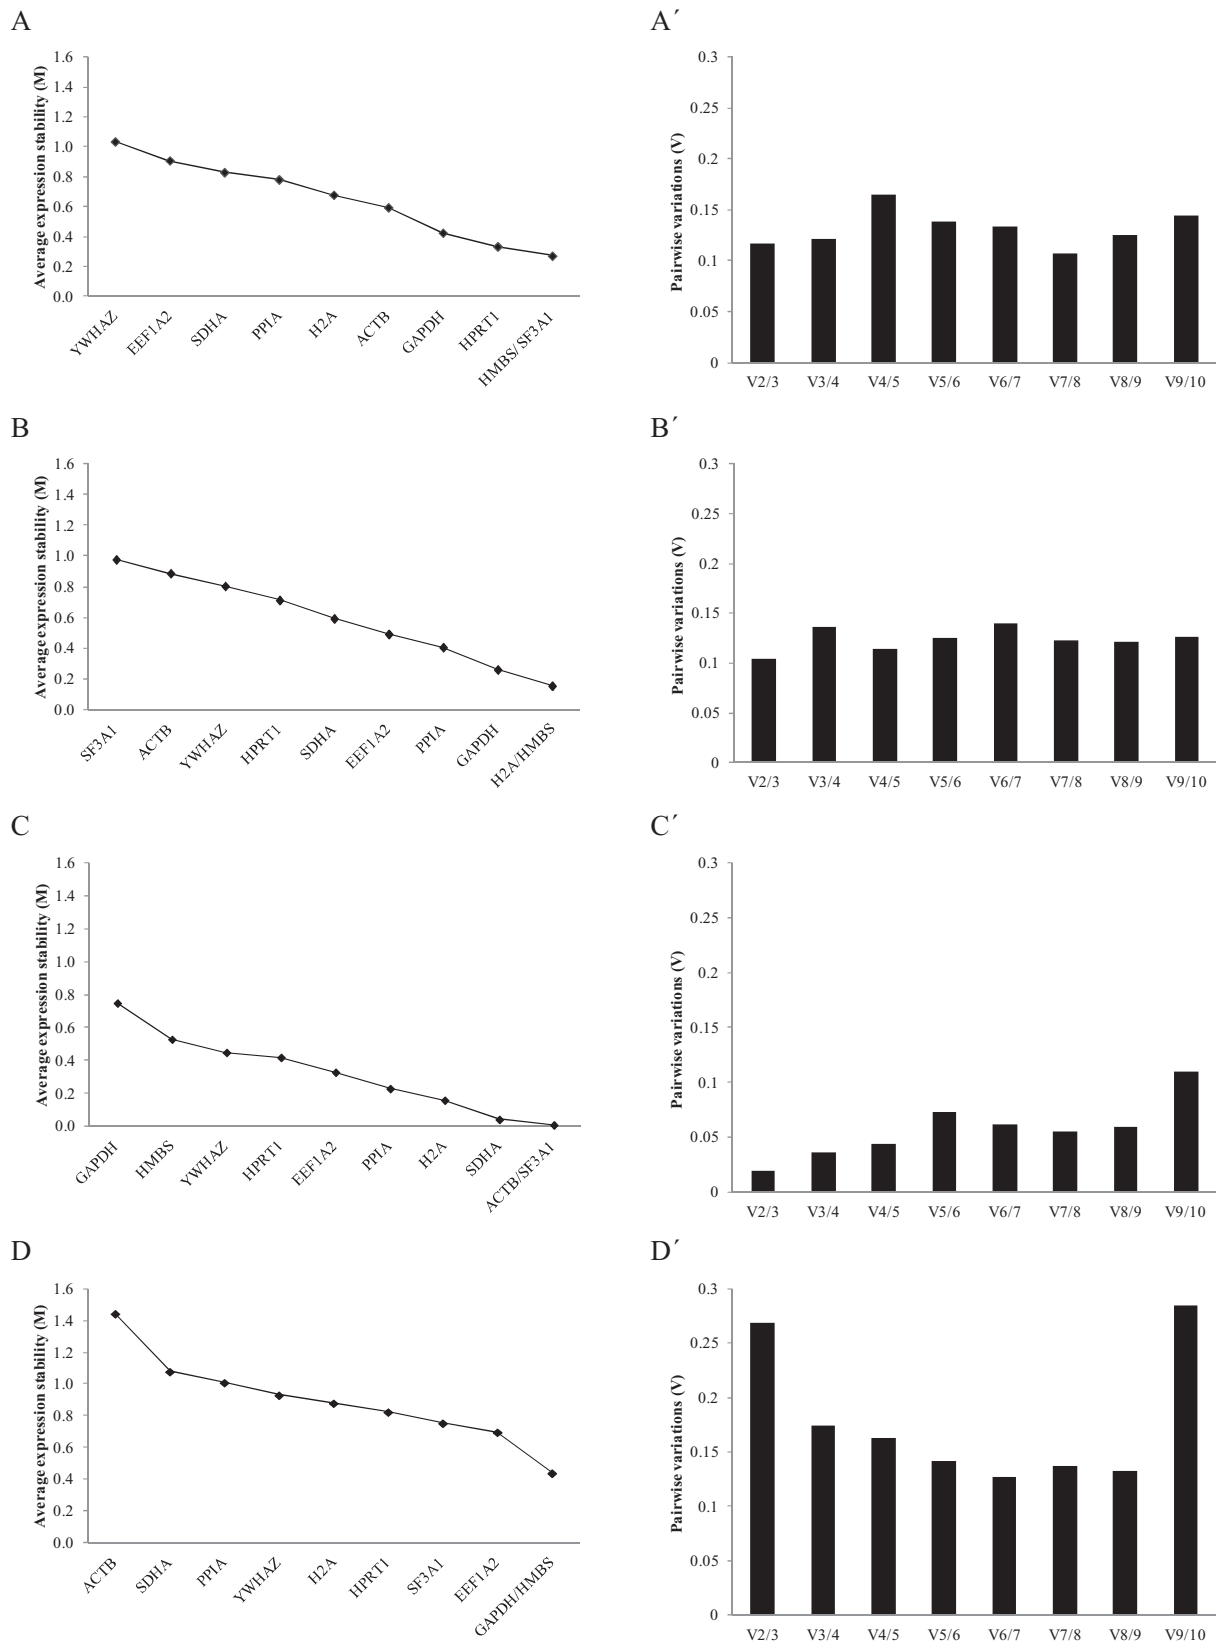 A
Average expression stability (M)
1.6
1.4
1.2
1.0
0.8
0.6
0.4
0.2
0.0
YWHAZ
EEF1A2
SDHA
PPIA
H2A
ACTB
GAPDH
HPRT1
HMBS/ SF3A1
A´
Pairwise variations (V)
0.3
0.25
0.2
0.15
0.1
0.05
0
V2/3 V3/4 V4/5 V5/6 V6/7 V7/8 V8/9 V9/10
B
Average expression stability (M)
1.6
1.4
1.2
1.0
0.8
0.6
0.4
0.2
0.0
SF3A1
ACTB
YWHAZ
HPRT1
SDHA
EEF1A2
PPIA
GAPDH
H2A/HMBS
B´
Pairwise variations (V)
0.3
0.25
0.2
0.15
0.1
0.05
0
V2/3 V3/4 V4/5 V5/6 V6/7 V7/8 V8/9 V9/10
C
Average expression stability (M)
1.6
1.4
1.2
1.0
0.8
0.6
0.4
0.2
0.0
GAPDH
HMBS
YWHAZ
HPRT1
EEF1A2
PPIA
H2A
SDHA
ACTB/SF3A1
C´
Pairwise variations (V)
0.3
0.25
0.2
0.15
0.1
0.05
0
V2/3 V3/4 V4/5 V5/6 V6/7 V7/8 V8/9 V9/10
D
Average expression stability (M)
1.6
1.4
1.2
1.0
0.8
0.6
0.4
0.2
0.0
ACTB
SDHA
PPIA
YWHAZ
H2A
HPRT1
SF3A1
EEF1A2
GAPDH/HMBS
D´
Pairwise variations (V)
0.3
0.25
0.2
0.15
0.1
0.05
0
V2/3 V3/4 V4/5 V5/6 V6/7 V7/8 V8/9 V9/10